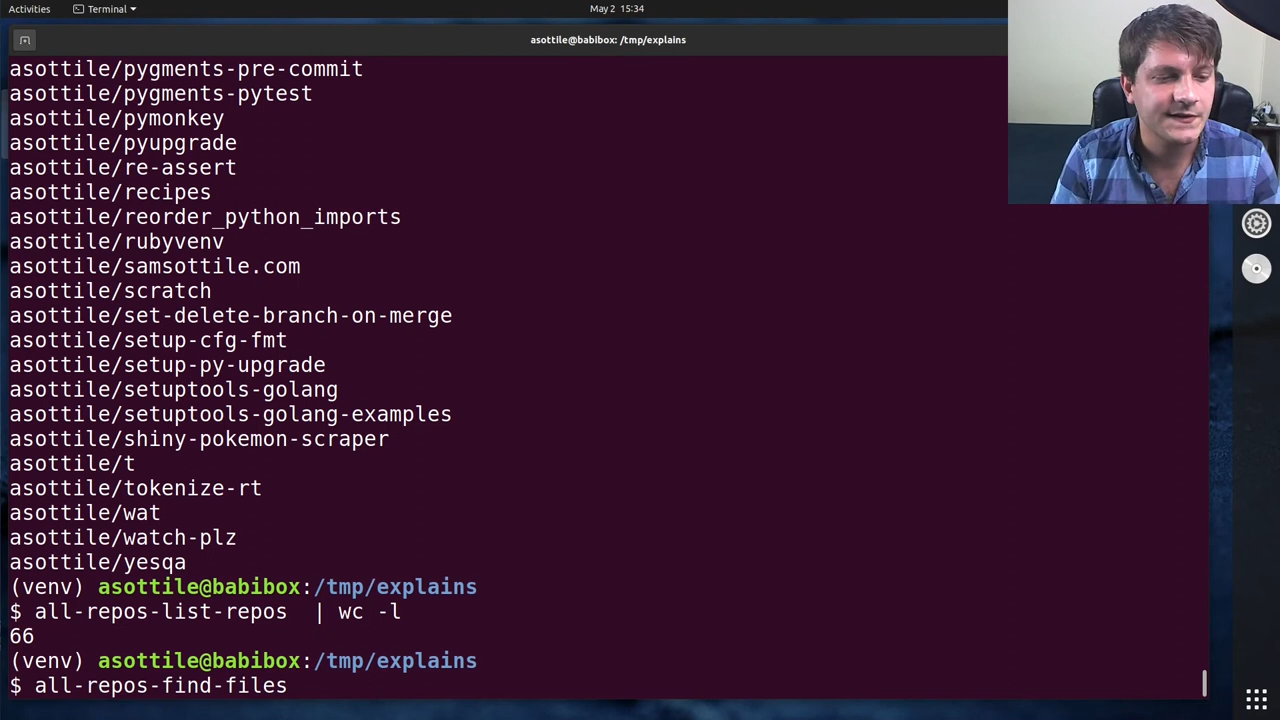 Activities
Terminal
May 2 15:34
asottile@babibox: /tmp/explains
asottile/pygments-pre-commit
asottile/pygments-pytest
asottile/pymonkey
asottile/pyupgrade
asottile/re-assert
asottile/recipes
asottile/reorder_python_imports
asottile/rubyvenv
asottile/samsottile.com
asottile/scratch
asottile/set-delete-branch-on-merge
asottile/setup-cfg-fmt
asottile/setup-py-upgrade
asottile/setuptools-golang
asottile/setuptools-golang-examples
asottile/shiny-pokemon-scraper
asottile/t
asottile/tokenize-rt
asottile/wat
asottile/watch-plz
asottile/yesqa
(venv) asottile@babibox:/tmp/explains
$ all-repos-list-repos  | wc -l
66
(venv) asottile@babibox:/tmp/explains
$ all-repos-find-files